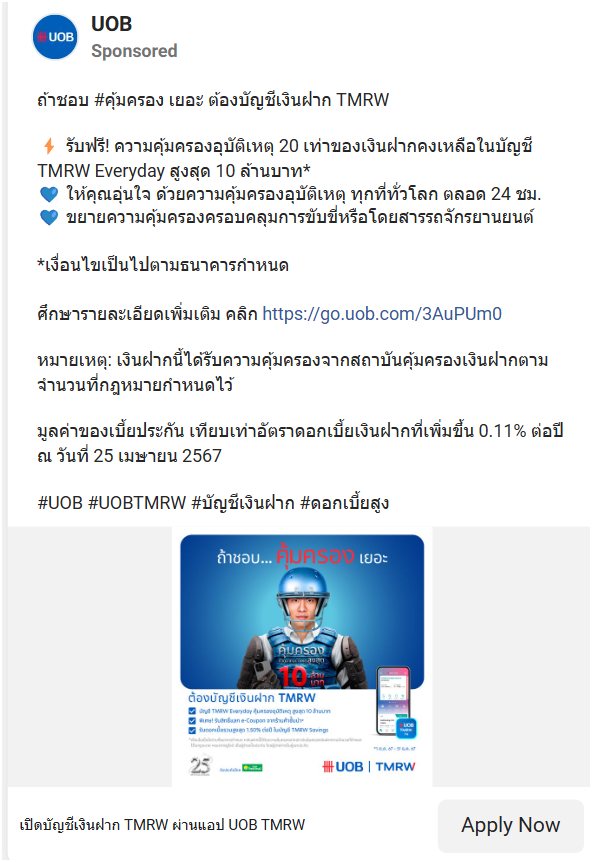 UOB
UOB
Sponsored
ถ้าชอบ #คุ้มครอง เยอะ ต้องบัญชีเงินฝาก TMRW
รับฟรี! ความคุ้มครองอุบัติเหตุ 20 เท่าของเงินฝากคงเหลือในบัญชี
TMRW Everyday สูงสุด 10 ล้านบาท*
ให้คุณอุ่นใจ ด้วยความคุ้มครองอุบัติเหตุ ทุกที่ทั่วโลก ตลอด 24 ชม.
ขยายความคุ้มครองครอบคลุมการขับขี่หรือโดยสารรถจักรยานยนต์
*เงื่อนไขเป็นไปตามธนาคารกำหนด
ศึกษารายละเอียดเพิ่มเติม คลิก https://go.uob.com/3AuPUm0
หมายเหตุ: เงินฝากนี้ได้รับความคุ้มครองจากสถาบันคุ้มครองเงินฝากตาม
จำนวนที่กฎหมายกำหนดไว้
มูลค่าของเบี้ยประกัน เทียบเท่าอัตราดอกเบี้ยเงินฝากที่เพิ่มขึ้น 0.11% ต่อปี
ณ วันที่ 25 เมษายน 2567
#UOB #UOBTMRW #บัญชีเงินฝาก #ดอกเบี้ยสูง
ถ้าชอบ... คุ้มครอง เยอะ
คุ้มครอง
สูงสุด
10 ล้าน
บาท
ต้องบัญชีเงินฝาก TMRW
บัญชี TMRW Everyday คุ้มครองอุบัติเหตุ สูงสุด 10 ล้านบาท
พิเศษ! รับสิทธิ์แลก e-Coupon จากร้านค้าชั้นนำ*
รับดอกเบี้ยรวมสูงสุด 1.50% ต่อปี ในบัญชี TMRW Savings
25
UOB | TMRW
เปิดบัญชีเงินฝาก TMRW ผ่านแอป UOB TMRW
Apply Now